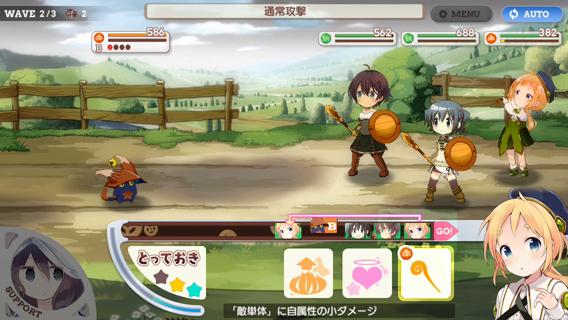 WAVE 2/3 2
通常攻撃
MENU
AUTO
586
B
562
688
382
B
GO!
とっておき
SUPPORT
「敵単体」に自属性の小ダメージ